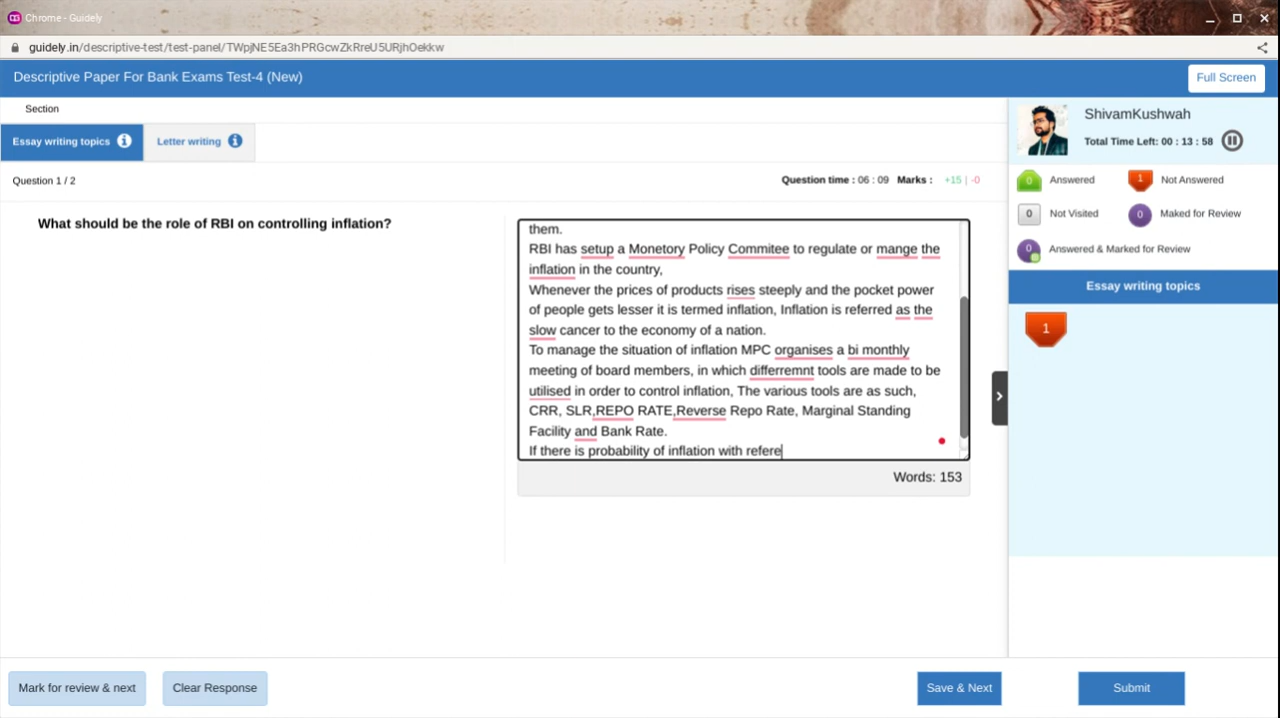 Chrome - Guidely
guidely.in/descriptive-test/test-panel/TWpjNE5Ea3hPRGcwZkRreU5URjhOekkw
Descriptive Paper For Bank Exams Test-4 (New)
Full Screen
Section
Essay writing topics
Letter writing
Question 1 / 2
Question time : 06 : 09 Marks : +15 | -0
What should be the role of RBI on controlling inflation?
them.
RBI has setup a Monetory Policy Commitee to regulate or mange the
inflation in the country,
Whenever the prices of products rises steeply and the pocket power
of people gets lesser it is termed inflation, Inflation is referred as the
slow cancer to the economy of a nation.
To manage the situation of inflation MPC organises a bi monthly
meeting of board members, in which differremnt tools are made to be
utilised in order to control inflation, The various tools are as such,
CRR, SLR,REPO RATE,Reverse Repo Rate, Marginal Standing
Facility and Bank Rate.
If there is probability of inflation with refere
Words: 153
ShivamKushwah
Total Time Left: 00 : 13 : 58
0 Answered
1 Not Answered
0 Not Visited
0 Maked for Review
0 Answered & Marked for Review
Essay writing topics
1
Mark for review & next
Clear Response
Save & Next
Submit